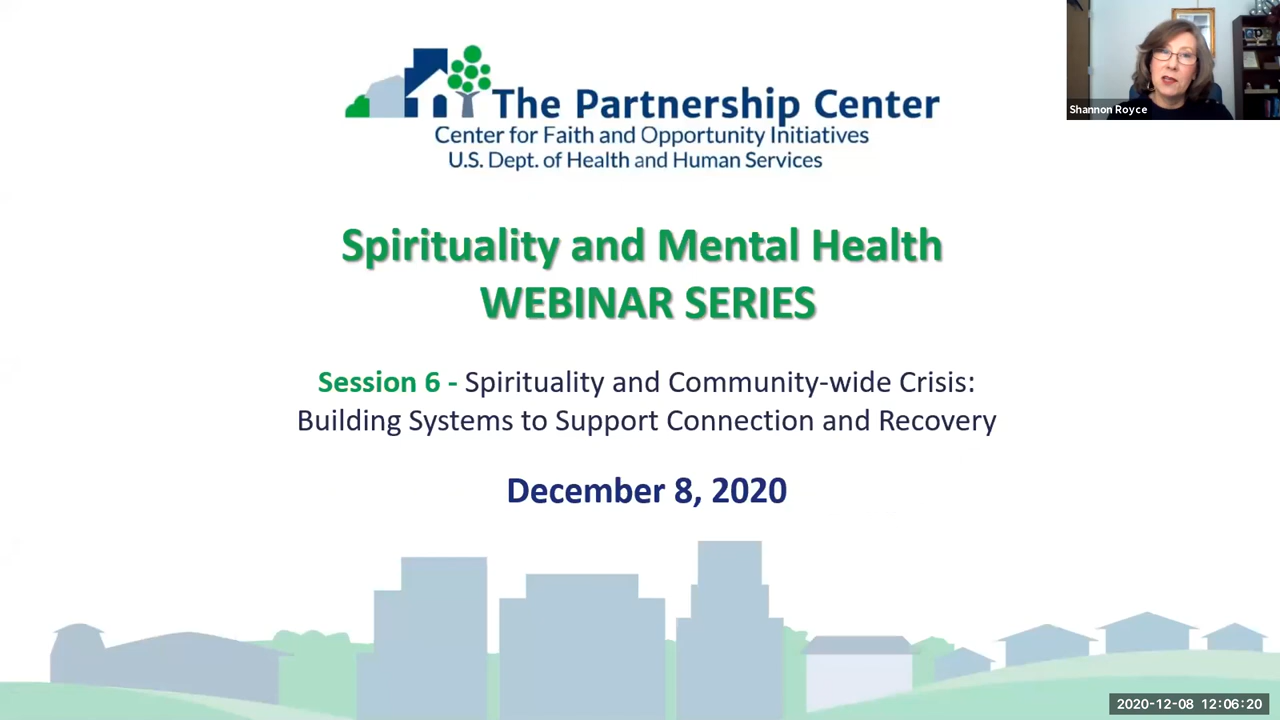 The Partnership Center
Center for Faith and Opportunity Initiatives
U.S. Dept. of Health and Human Services
Shannon Royce
Spirituality and Mental Health
WEBINAR SERIES
Session 6 - Spirituality and Community-wide Crisis:
Building Systems to Support Connection and Recovery
December 8, 2020
2020-12-08 12:06:20